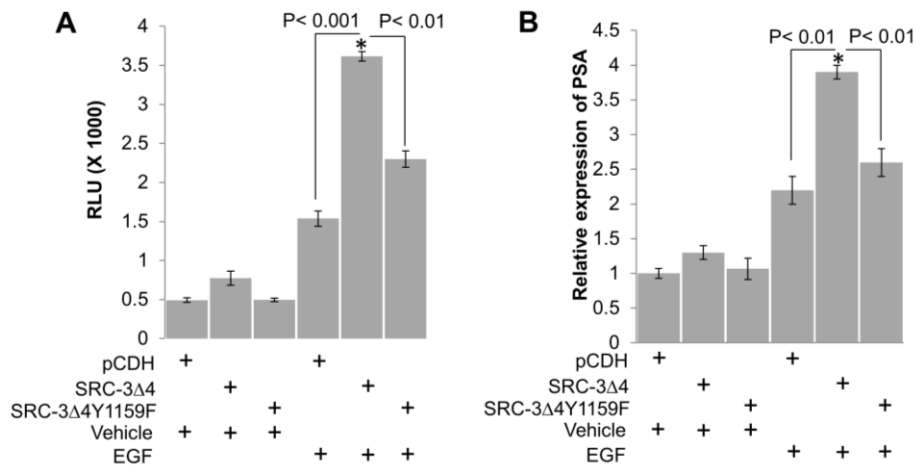 A
P< 0.001
P< 0.01
*
RLU (X 1000)
4
3.5
3
2.5
2
1.5
1
0.5
0
pCDH + +
SRC-3Δ4 + +
SRC-3Δ4Y1159F + +
Vehicle + + +
EGF + + +
B
P< 0.01
P< 0.01
*
Relative expression of PSA
4.5
4
3.5
3
2.5
2
1.5
1
0.5
0
pCDH + +
SRC-3Δ4 + +
SRC-3Δ4Y1159F + +
Vehicle + + +
EGF + + +